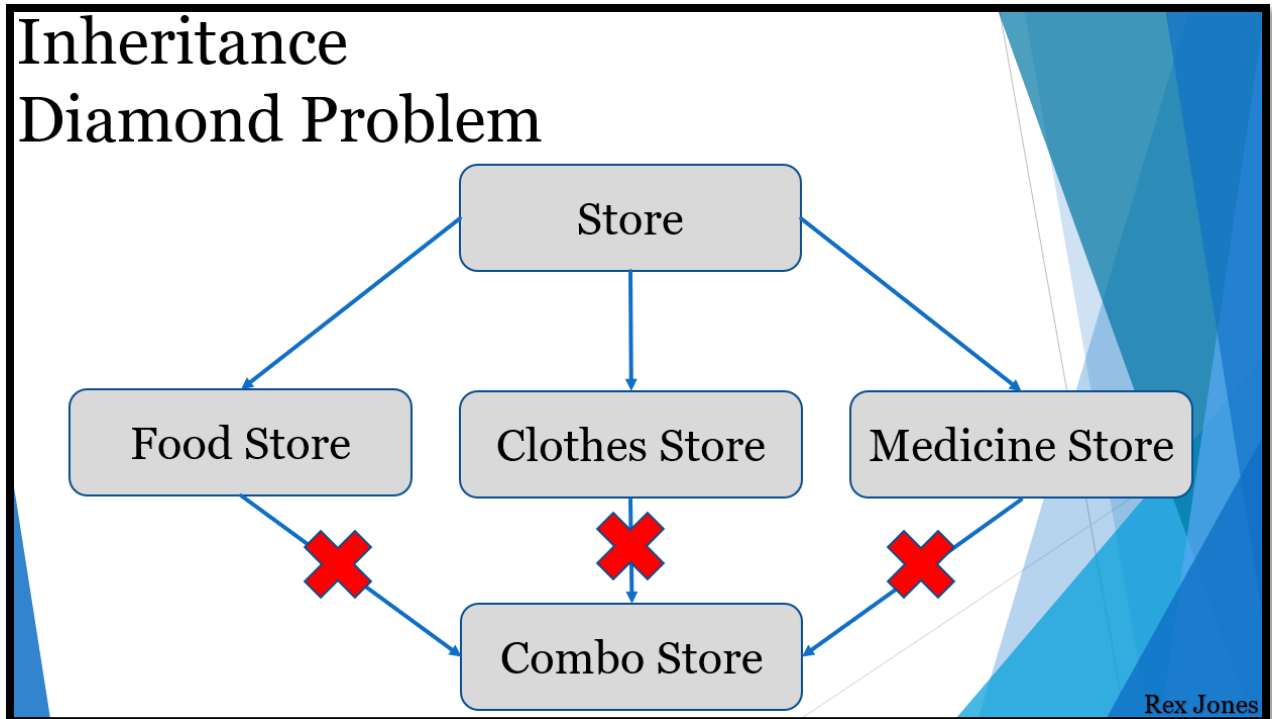 Inheritance
Diamond Problem
Store
Food Store
Clothes Store
Medicine Store
Combo Store
Rex Jones